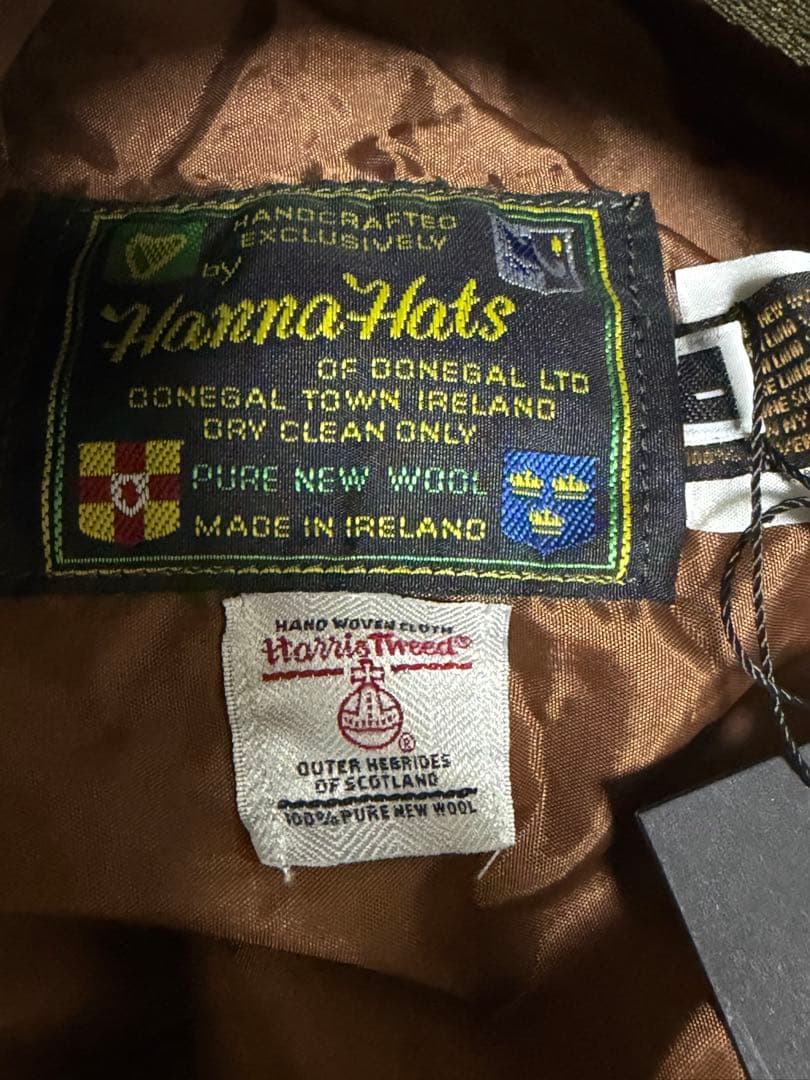 HANDCRAFTED
EXCLUSIVELY
by
Hanna Hats
OF DONEGAL LTD
DONEGAL TOWN IRELAND
DRY CLEAN ONLY
PURE NEW WOOL
MADE IN IRELAND
HAND WOVEN CLOTH
Harris Tweed®
®
OUTER HEBRIDES
OF SCOTLAND
100% PURE NEW WOOL
NEW